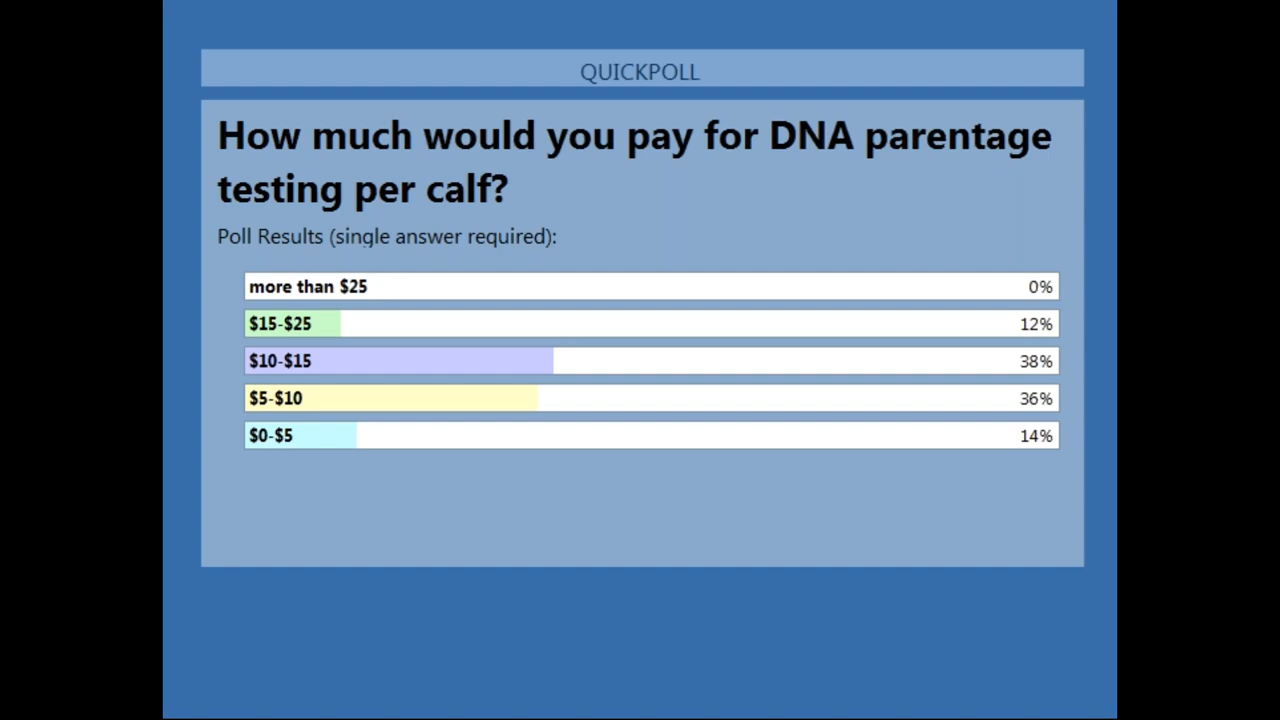 QUICKPOLL
How much would you pay for DNA parentage
testing per calf?
Poll Results (single answer required):
more than $25 0%
$15-$25 12%
$10-$15 38%
$5-$10 36%
$0-$5 14%